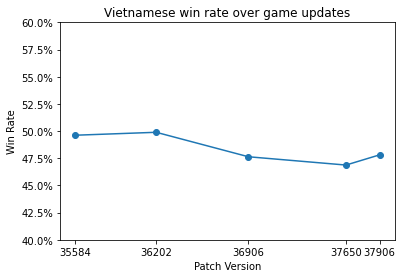 Vietnamese win rate over game updates
60.0%
57.5%
55.0%
52.5%
50.0%
47.5%
45.0%
42.5%
40.0%
Win Rate
35584 36202 36906 37650 37906
Patch Version